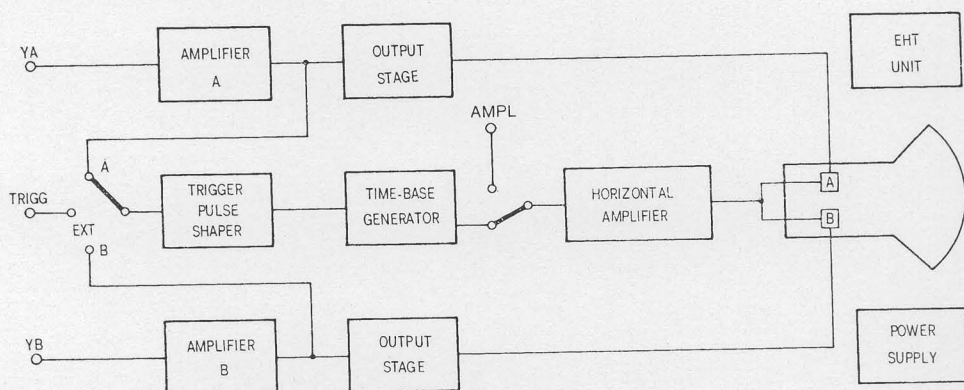 YA
AMPLIFIER
A
OUTPUT
STAGE
EHT
UNIT
AMPL
A
TRIGG
EXT
B
TRIGGER
PULSE
SHAPER
TIME-BASE
GENERATOR
HORIZONTAL
AMPLIFIER
A
B
YB
AMPLIFIER
B
OUTPUT
STAGE
POWER
SUPPLY